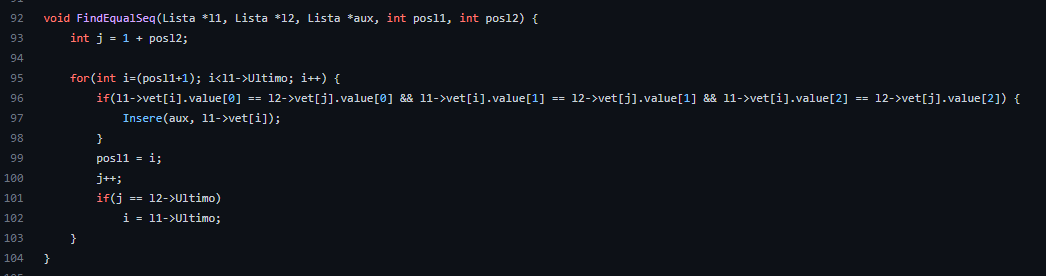 92 void FindEqualSeq(Lista *l1, Lista *l2, Lista *aux, int posl1, int posl2) {
93     int j = 1 + posl2;
94
95     for(int i=(posl1+1); i<l1->Ultimo; i++) {
96         if(l1->vet[i].value[0] == l2->vet[j].value[0] && l1->vet[i].value[1] == l2->vet[j].value[1] && l1->vet[i].value[2] == l2->vet[j].value[2]) {
97             Insere(aux, l1->vet[i]);
98         }
99         posl1 = i;
100         j++;
101         if(j == l2->Ultimo)
102             i = l1->Ultimo;
103     }
104 }